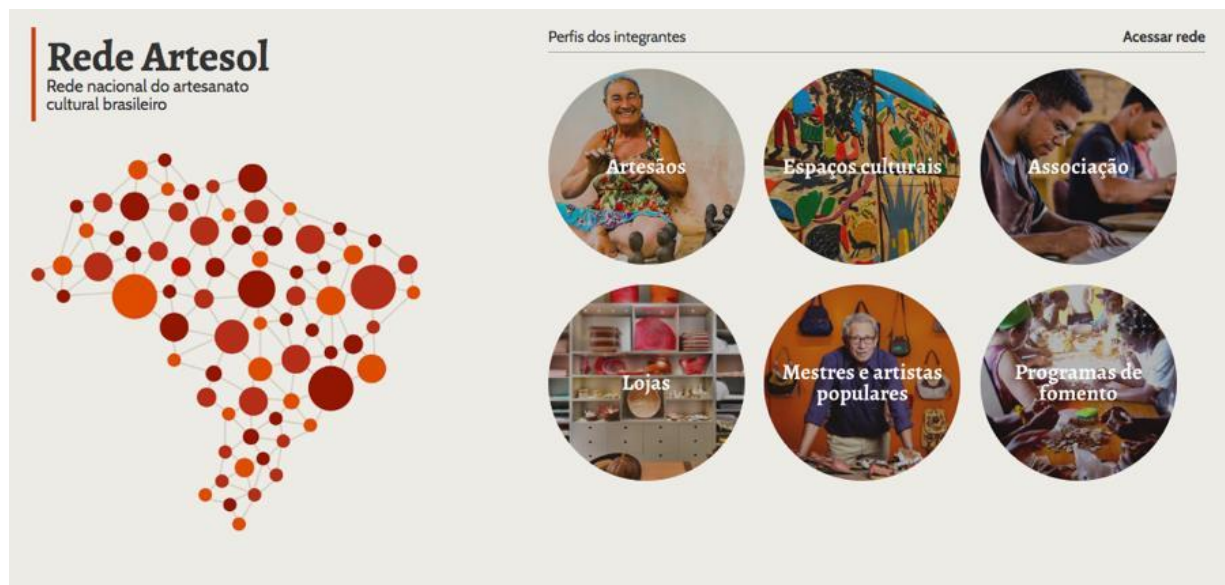 Rede Artesol
Rede nacional do artesanato
cultural brasileiro
Perfis dos integrantes
Acessar rede
Artesãos
Espaços culturais
Associação
Lojas
Mestres e artistas
populares
Programas de
fomento